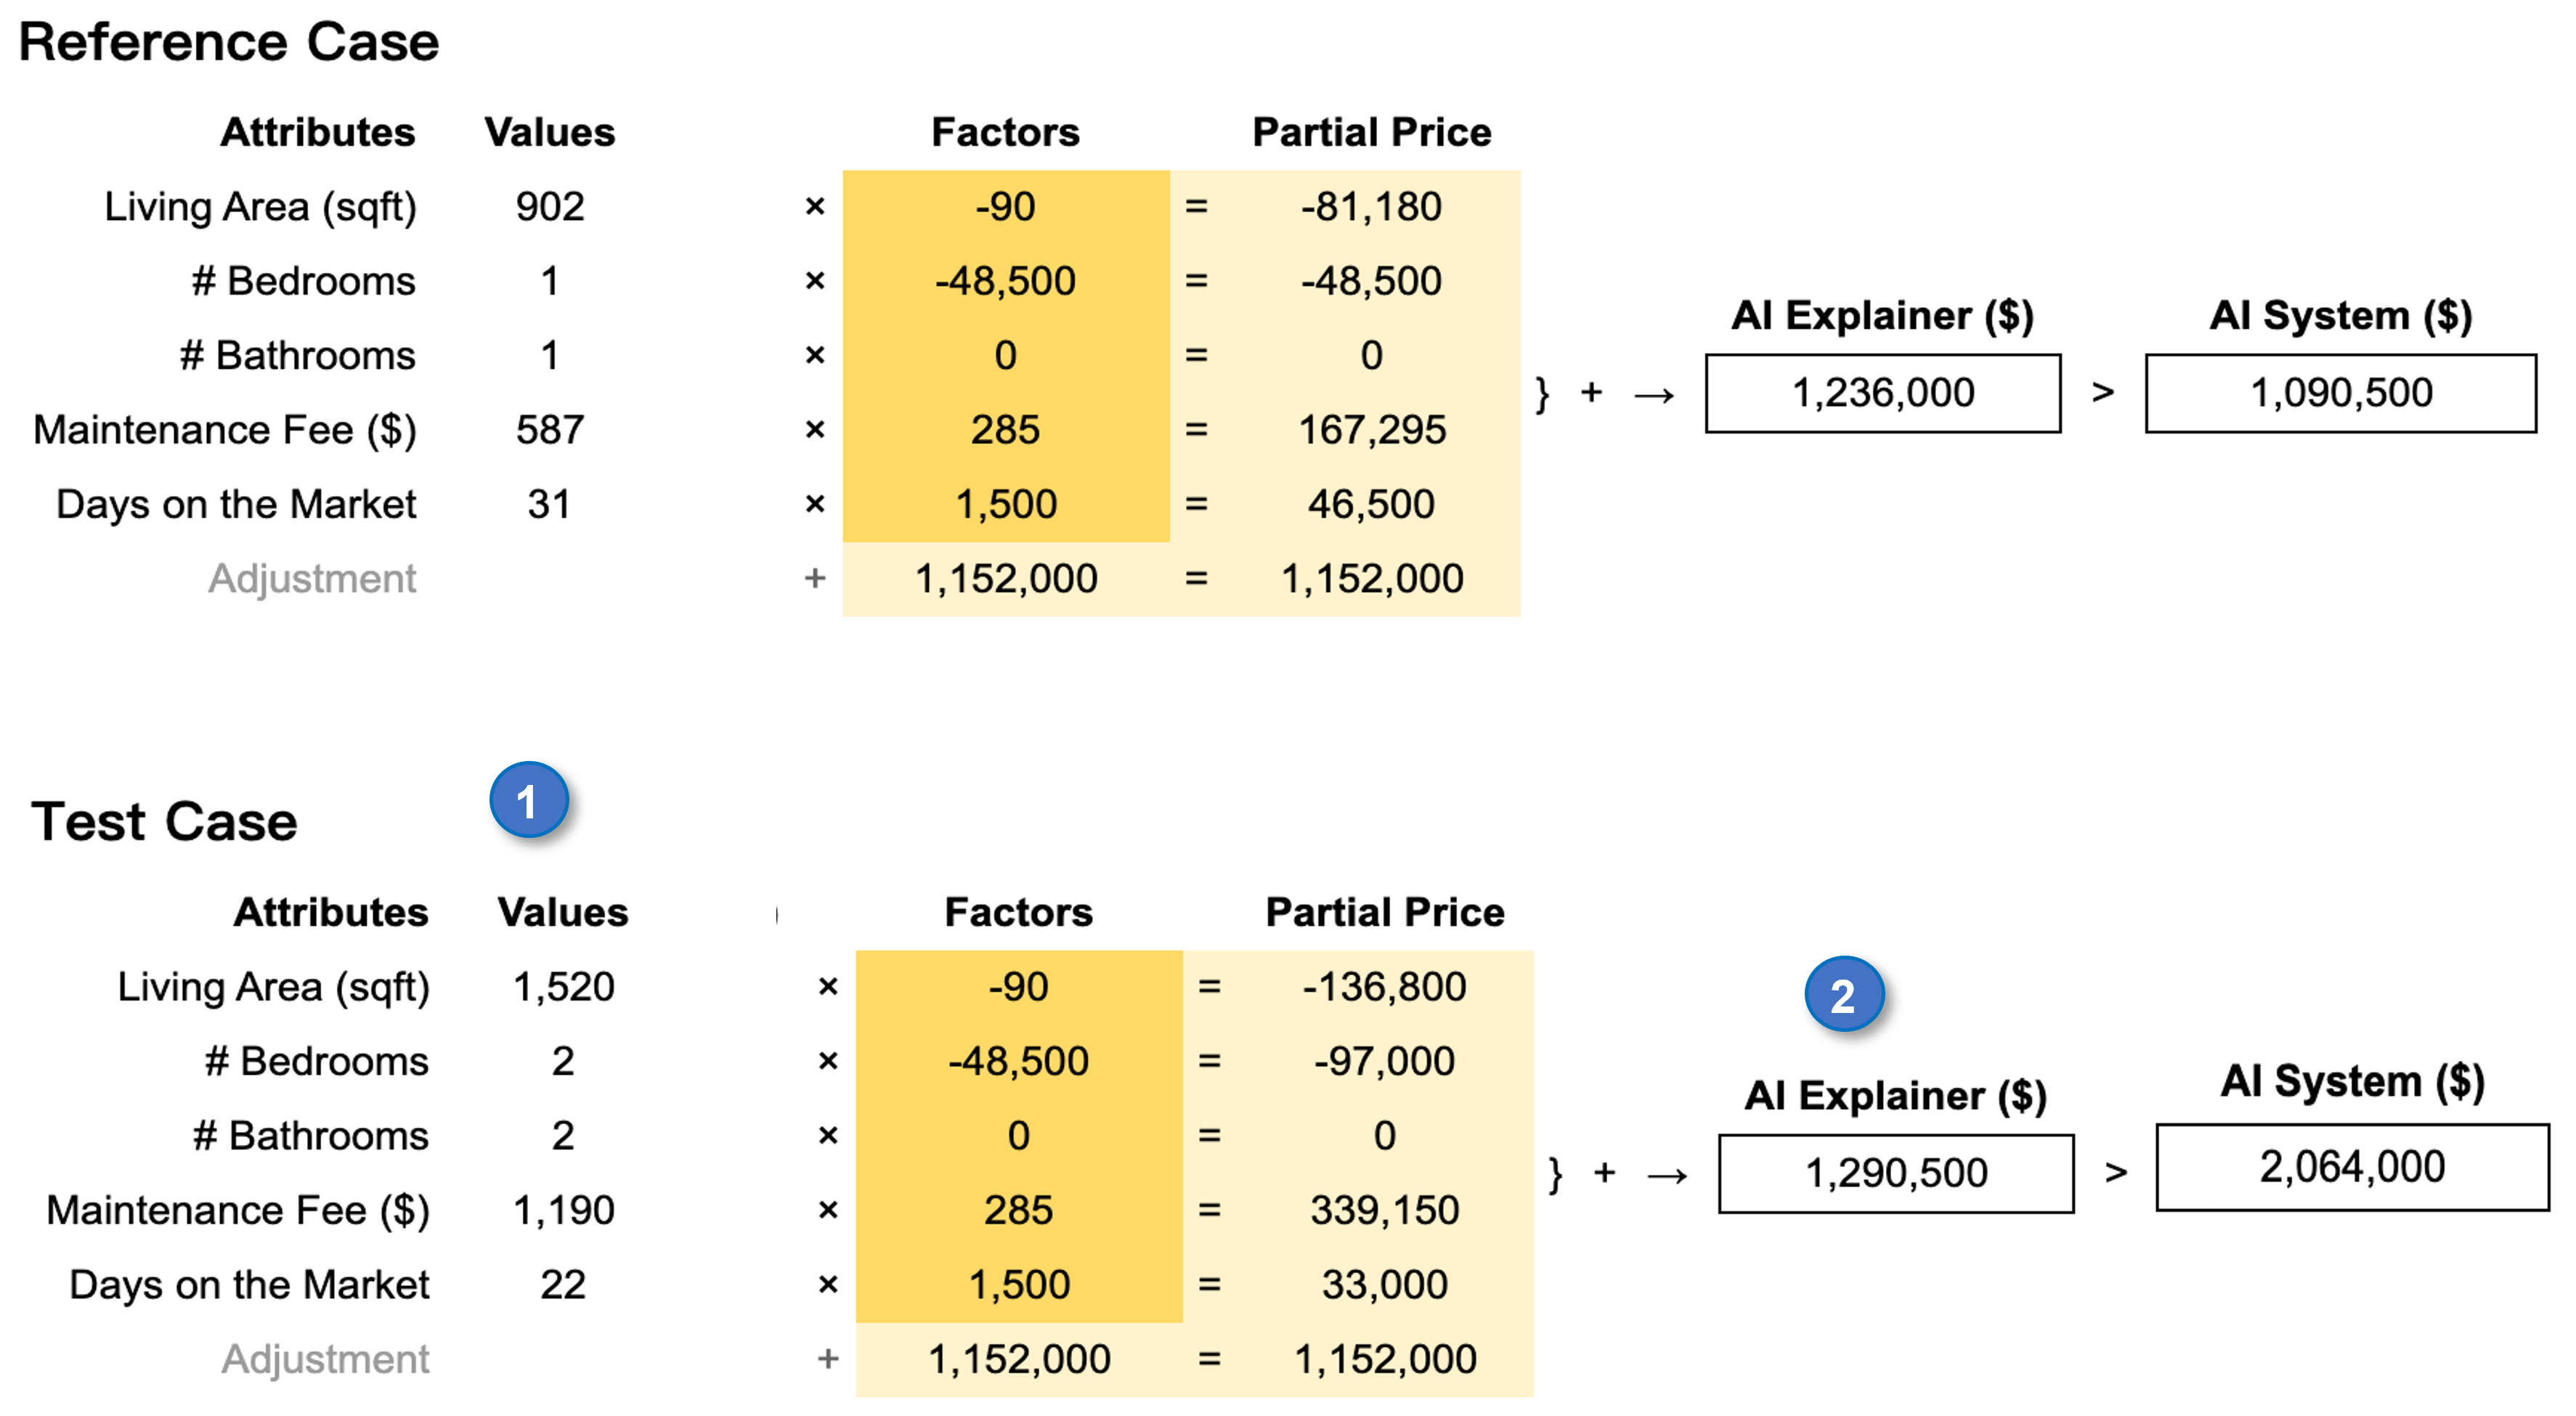 Reference Case
Attributes Values Factors Partial Price
Living Area (sqft) 902 × -90 = -81,180
# Bedrooms 1 × -48,500 = -48,500
AI Explainer ($) AI System ($)
# Bathrooms 1 × 0 = 0
} + → 1,236,000 > 1,090,500
Maintenance Fee ($) 587 × 285 = 167,295
Days on the Market 31 × 1,500 = 46,500
Adjustment + 1,152,000 = 1,152,000
Test Case 1
Attributes Values Factors Partial Price
Living Area (sqft) 1,520 × -90 = -136,800
2
# Bedrooms 2 × -48,500 = -97,000
AI Explainer ($) AI System ($)
# Bathrooms 2 × 0 = 0
} + → 1,290,500 > 2,064,000
Maintenance Fee ($) 1,190 × 285 = 339,150
Days on the Market 22 × 1,500 = 33,000
Adjustment + 1,152,000 = 1,152,000